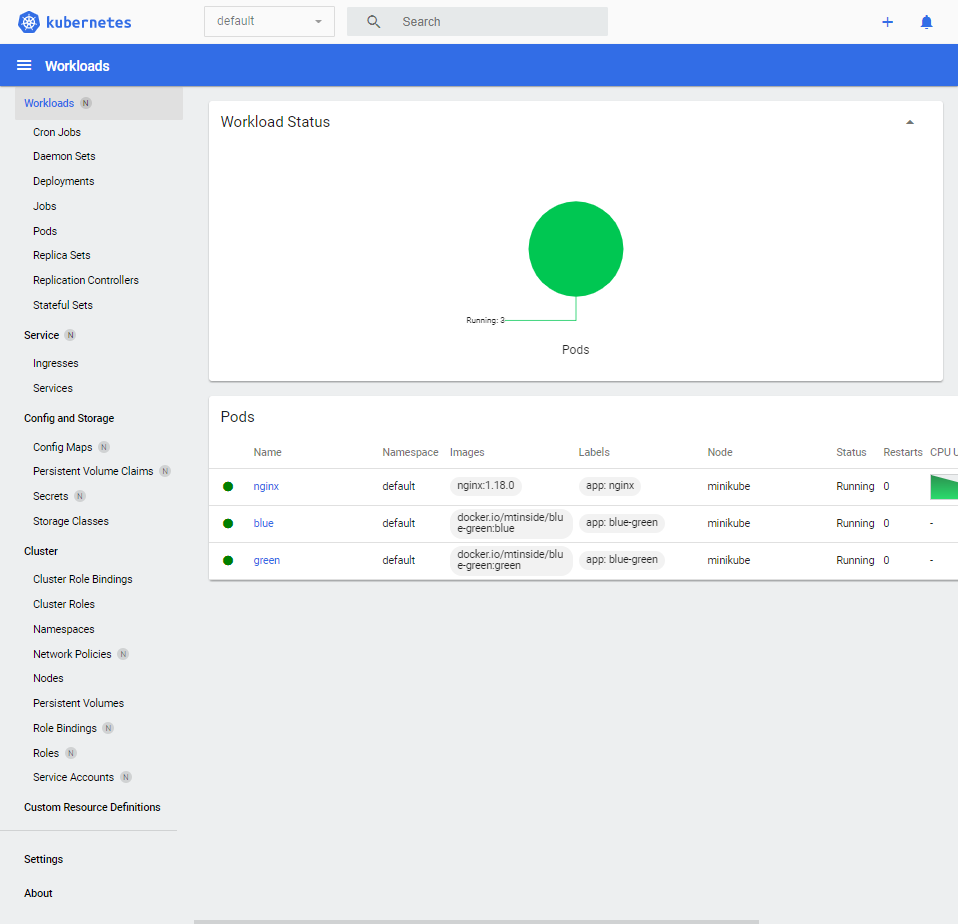 kubernetes
default
Search
Workloads
Workloads N
Cron Jobs
Daemon Sets
Deployments
Jobs
Pods
Replica Sets
Replication Controllers
Stateful Sets
Service N
Ingresses
Services
Config and Storage
Config Maps N
Persistent Volume Claims N
Secrets N
Storage Classes
Cluster
Cluster Role Bindings
Cluster Roles
Namespaces
Network Policies N
Nodes
Persistent Volumes
Role Bindings N
Roles N
Service Accounts N
Custom Resource Definitions
Settings
About
Workload Status
Running: 3
Pods
Pods
Name Namespace Images Labels Node Status Restarts CPU U
nginx default nginx:1.18.0 app: nginx minikube Running 0
blue default docker.io/mtinside/blu
e-green:blue app: blue-green minikube Running 0 -
green default docker.io/mtinside/blu
e-green:green app: blue-green minikube Running 0 -